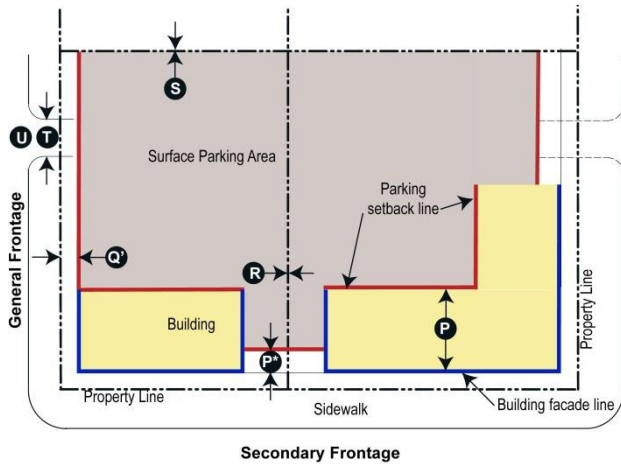 S
U T
Surface Parking Area
Parking
setback line
General Frontage
Q'
R
Building
P
P*
Property Line
Property Line
Sidewalk
Building facade line
Secondary Frontage